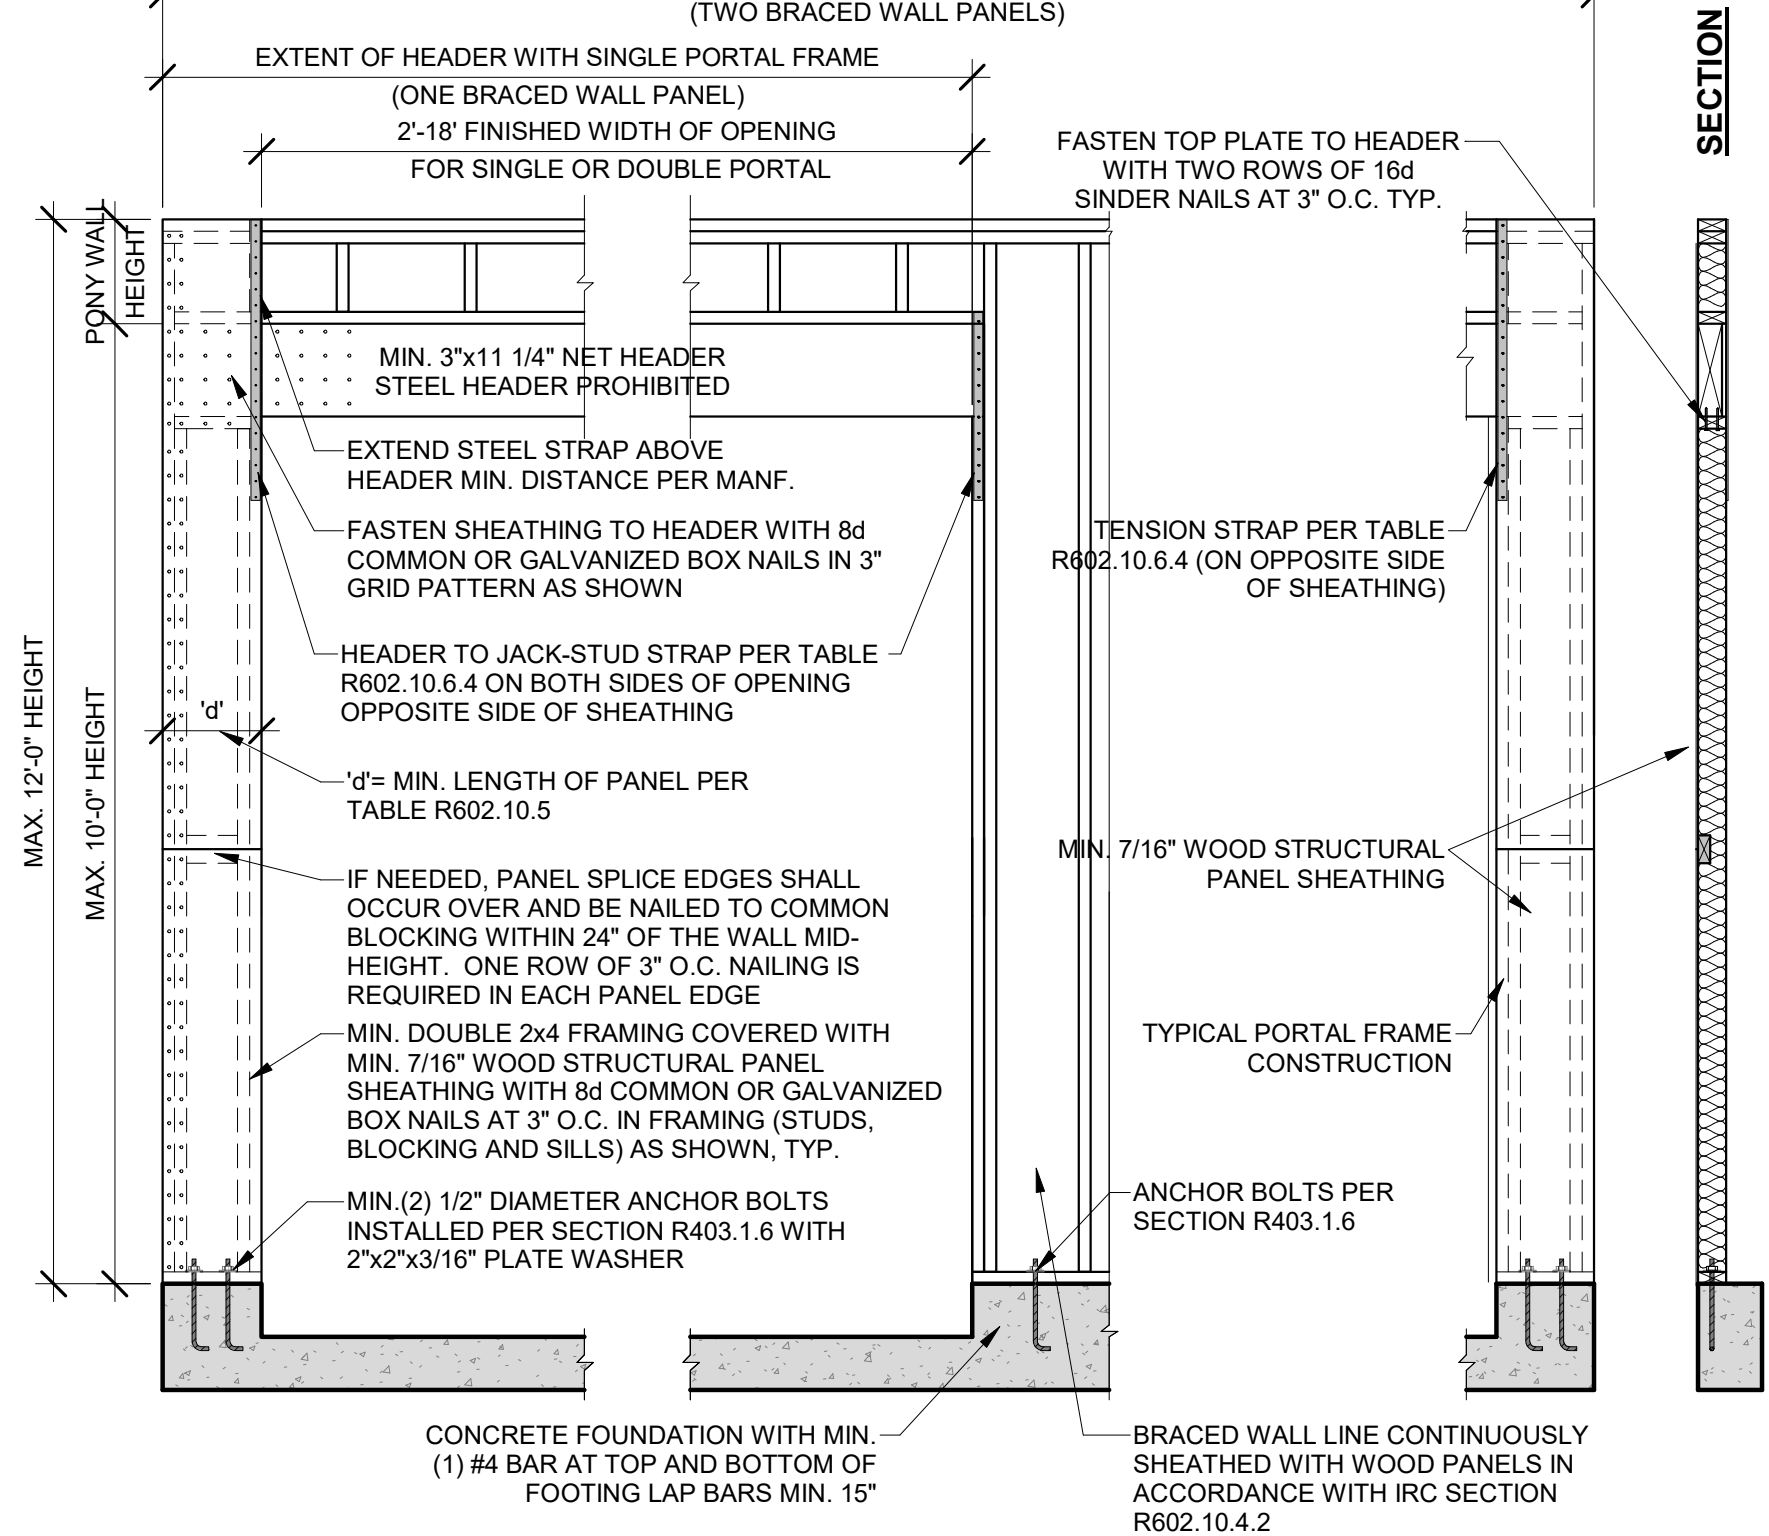 (TWO BRACED WALL PANELS)
EXTENT OF HEADER WITH SINGLE PORTAL FRAME
(ONE BRACED WALL PANEL)
2'-18' FINISHED WIDTH OF OPENING
FOR SINGLE OR DOUBLE PORTAL
FASTEN TOP PLATE TO HEADER
WITH TWO ROWS OF 16d
SINDER NAILS AT 3" O.C. TYP.
SECTION
PONY WALL
HEIGHT
MIN. 3"x11 1/4" NET HEADER
STEEL HEADER PROHIBITED
EXTEND STEEL STRAP ABOVE
HEADER MIN. DISTANCE PER MANF.
FASTEN SHEATHING TO HEADER WITH 8d
COMMON OR GALVANIZED BOX NAILS IN 3"
GRID PATTERN AS SHOWN
TENSION STRAP PER TABLE
R602.10.6.4 (ON OPPOSITE SIDE
OF SHEATHING)
HEADER TO JACK-STUD STRAP PER TABLE
R602.10.6.4 ON BOTH SIDES OF OPENING
OPPOSITE SIDE OF SHEATHING
MAX. 12'-0" HEIGHT
MAX. 10'-0" HEIGHT
'd'
'd'= MIN. LENGTH OF PANEL PER
TABLE R602.10.5
MIN. 7/16" WOOD STRUCTURAL
PANEL SHEATHING
IF NEEDED, PANEL SPLICE EDGES SHALL
OCCUR OVER AND BE NAILED TO COMMON
BLOCKING WITHIN 24" OF THE WALL MID-
HEIGHT.  ONE ROW OF 3" O.C. NAILING IS
REQUIRED IN EACH PANEL EDGE
MIN. DOUBLE 2x4 FRAMING COVERED WITH
MIN. 7/16" WOOD STRUCTURAL PANEL
SHEATHING WITH 8d COMMON OR GALVANIZED
BOX NAILS AT 3" O.C. IN FRAMING (STUDS,
BLOCKING AND SILLS) AS SHOWN, TYP.
TYPICAL PORTAL FRAME
CONSTRUCTION
MIN.(2) 1/2" DIAMETER ANCHOR BOLTS
INSTALLED PER SECTION R403.1.6 WITH
2"x2"x3/16" PLATE WASHER
ANCHOR BOLTS PER
SECTION R403.1.6
CONCRETE FOUNDATION WITH MIN.
(1) #4 BAR AT TOP AND BOTTOM OF
FOOTING LAP BARS MIN. 15"
BRACED WALL LINE CONTINUOUSLY
SHEATHED WITH WOOD PANELS IN
ACCORDANCE WITH IRC SECTION
R602.10.4.2